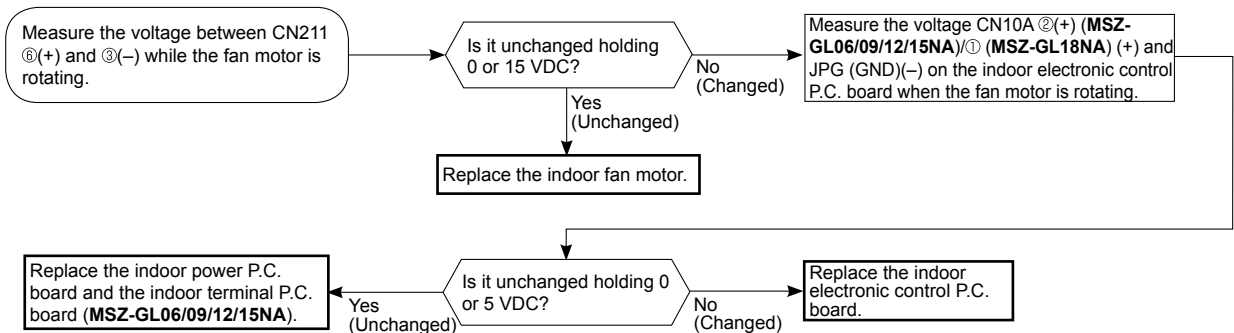 Measure the voltage between CN211
⑥(+) and ③(–) while the fan motor is
rotating.
Is it unchanged holding
0 or 15 VDC?
No
(Changed)
Measure the voltage CN10A ②(+) (MSZ-
GL06/09/12/15NA)/① (MSZ-GL18NA) (+) and
JPG (GND)(–) on the indoor electronic control
P.C. board when the fan motor is rotating.
Yes
(Unchanged)
Replace the indoor fan motor.
Replace the indoor power P.C.
board and the indoor terminal P.C.
board (MSZ-GL06/09/12/15NA).
Yes
(Unchanged)
Is it unchanged holding 0
or 5 VDC?
No
(Changed)
Replace the indoor
electronic control P.C.
board.